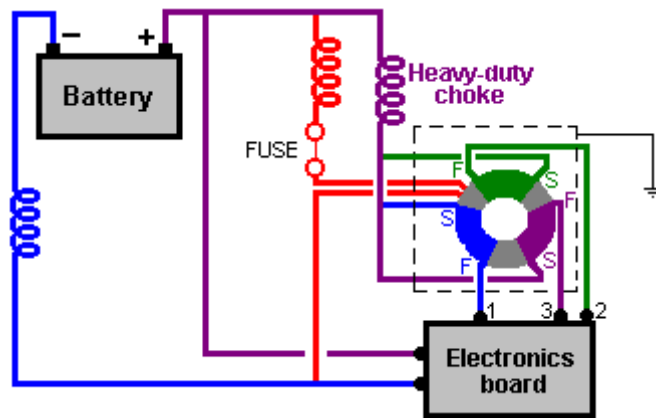 − +
Battery
Heavy-duty
choke
FUSE
F
S
F
S
F
S
1 3 2
Electronics
board